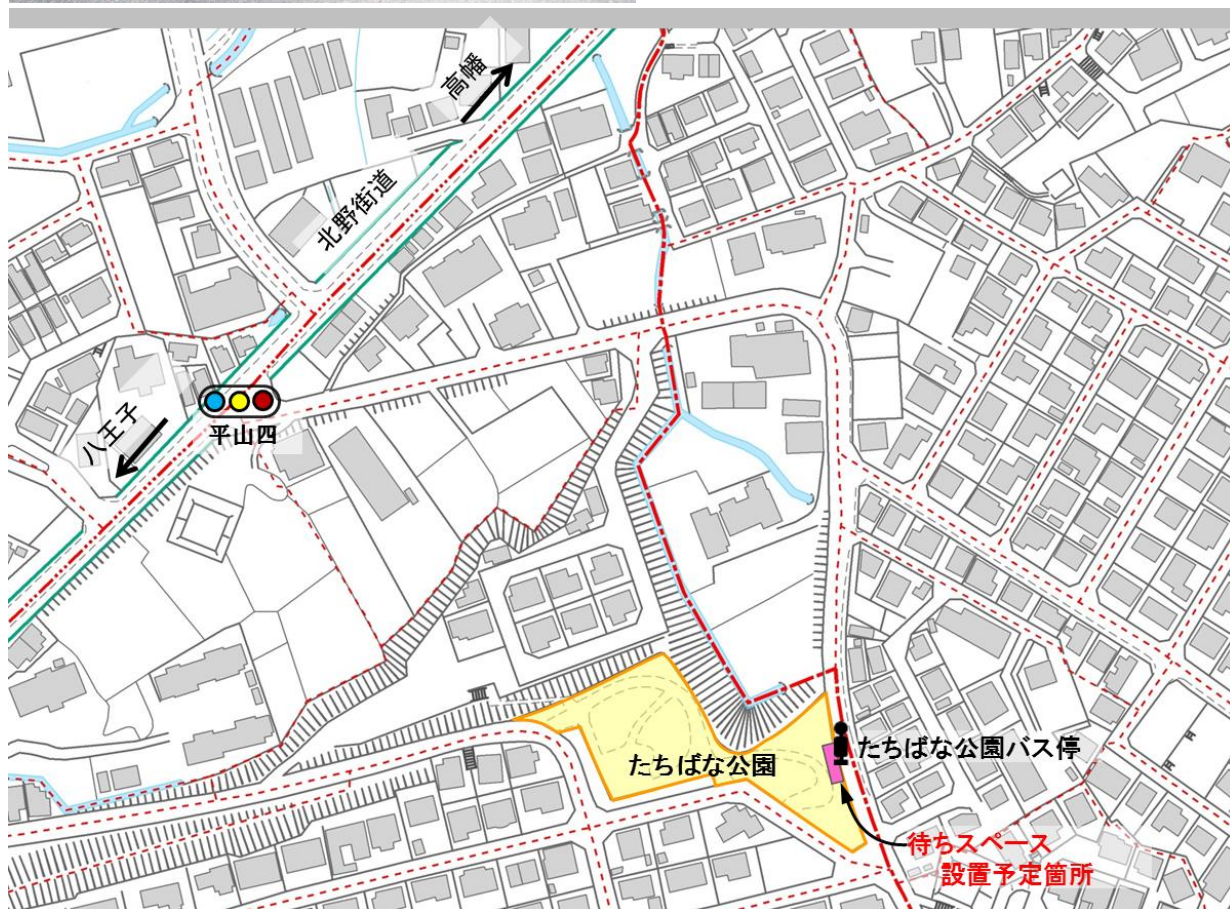 高幡
北野街道
八王子
平山四
たちばな公園
たちばな公園バス停
待ちスペース
設置予定箇所